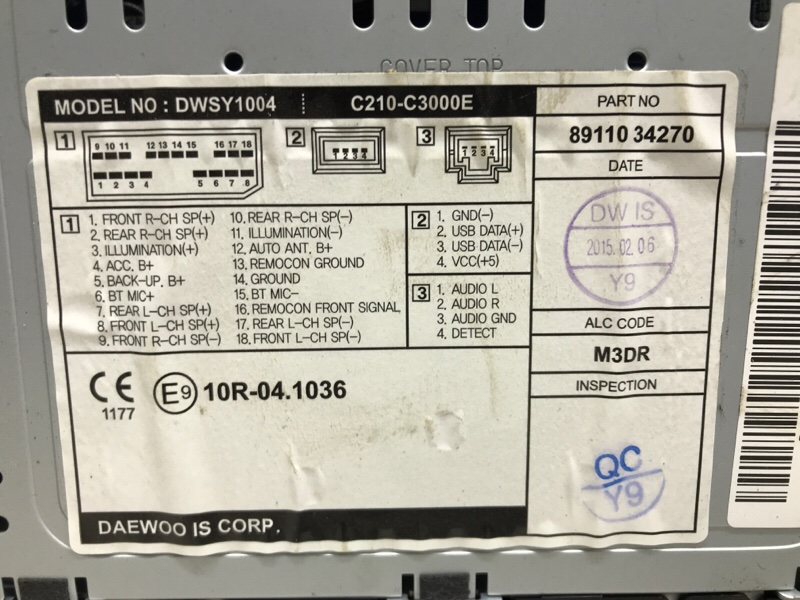 COVER TOP
MODEL NO : DWSY1004 C210-C3000E
PART NO
89110 34270
DATE
DW IS
2015. 02. 06
Y9
ALC CODE
M3DR
INSPECTION
QC
Y9
1
9 10 11 12 13 14 15 16 17 18
1 2 3 4 5 6 7 8
2
1 2 3 4
3
1 2 3 4
1
1. FRONT R-CH SP(+)
2. REAR R-CH SP(+)
3. ILLUMINATION(+)
4. ACC. B+
5. BACK-UP. B+
6. BT MIC+
7. REAR L-CH SP(+)
8. FRONT L-CH SP(+)
9. FRONT R-CH SP(-)
10. REAR R-CH SP(-)
11. ILLUMINATION(-)
12. AUTO ANT. B+
13. REMOCON GROUND
14. GROUND
15. BT MIC-
16. REMOCON FRONT SIGNAL
17. REAR L-CH SP(-)
18. FRONT L-CH SP(-)
2
1. GND(-)
2. USB DATA(+)
3. USB DATA(-)
4. VCC(+5)
3
1. AUDIO L
2. AUDIO R
3. AUDIO GND
4. DETECT
CE
1177
E9 10R-04.1036
DAEWOO IS CORP.